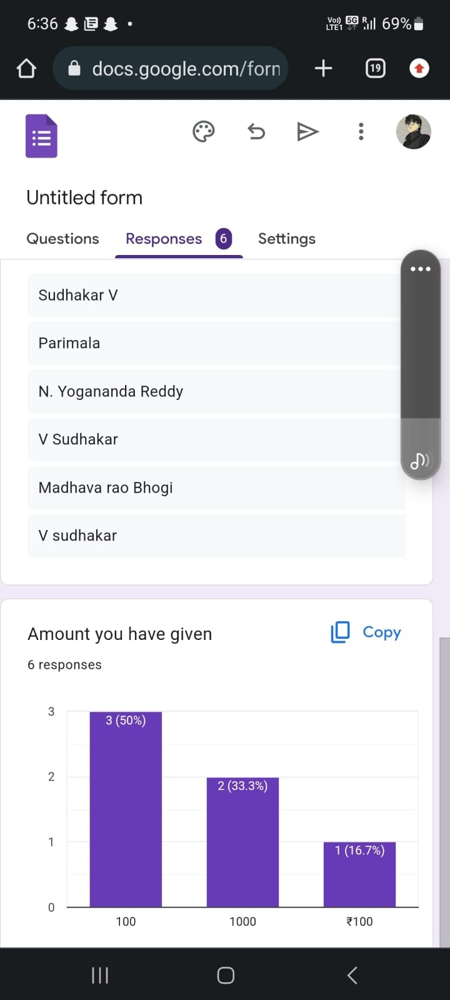 6:36
Vo)) LTE1 5G R 69%
docs.google.com/forn
19
Untitled form
Questions Responses 6 Settings
Sudhakar V
Parimala
N. Yogananda Reddy
V Sudhakar
Madhava rao Bhogi
V sudhakar
Amount you have given
Copy
6 responses
3
3 (50%)
2
2 (33.3%)
1
1 (16.7%)
0
100 1000 ₹100